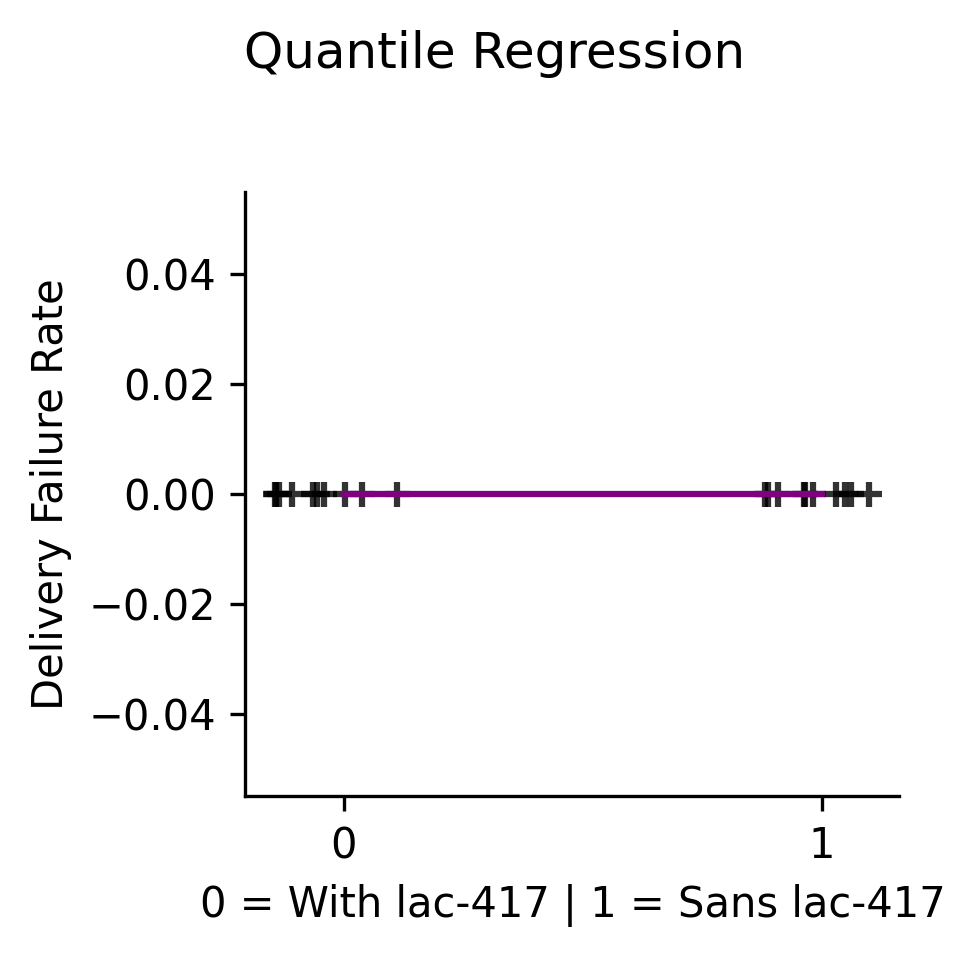 Quantile Regression
Delivery Failure Rate
0.04
0.02
0.00
−0.02
−0.04
0
1
0 = With lac-417 | 1 = Sans lac-417